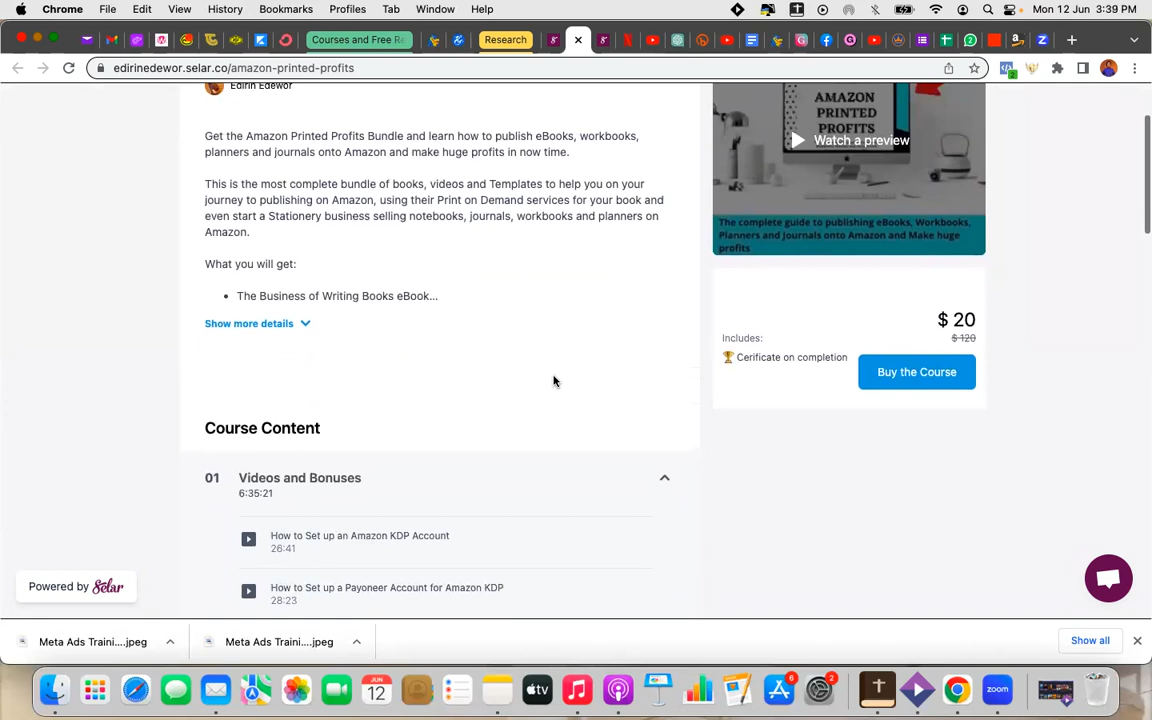 Chrome File Edit View History Bookmarks Profiles Tab Window Help Mon 12 Jun 3:39 PM
Courses and Free Re
Research
edirinedewor.selar.co/amazon-printed-profits
2
Edirin Edewor
Get the Amazon Printed Profits Bundle and learn how to publish eBooks, workbooks,
planners and journals onto Amazon and make huge profits in now time.
This is the most complete bundle of books, videos and Templates to help you on your
journey to publishing on Amazon, using their Print on Demand services for your book and
even start a Stationery business selling notebooks, journals, workbooks and planners on
Amazon.
What you will get:
• The Business of Writing Books eBook...
Show more details
AMAZON
PRINTED
PROFITS
Watch a preview
The complete guide to publishing eBooks, Workbooks,
Planners and Journals onto Amazon and Make huge
profits
$ 20
Includes:
$ 120
Cerificate on completion
Buy the Course
Course Content
01 Videos and Bonuses
6:35:21
How to Set up an Amazon KDP Account
26:41
How to Set up a Payoneer Account for Amazon KDP
28:23
Powered by Selar
Meta Ads Traini....jpeg
Meta Ads Traini....jpeg
Show all
JUN
12
tv
6
2
zoom